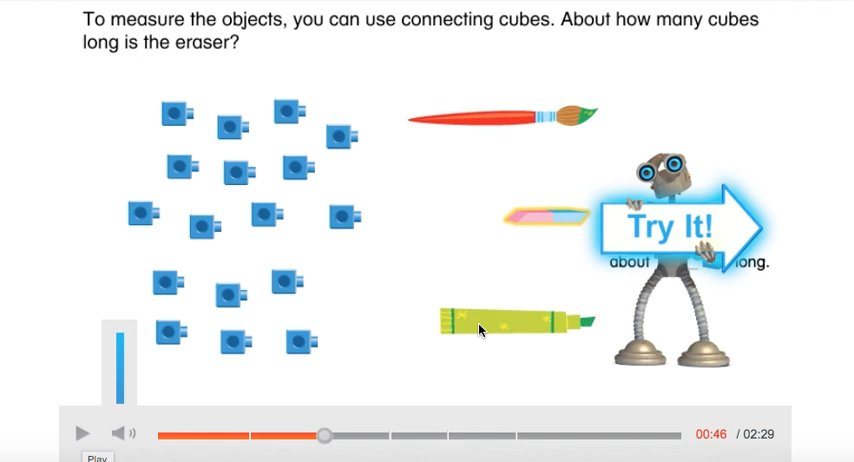 To measure the objects, you can use connecting cubes. About how many cubes
long is the eraser?
Try It!
about long.
00:46 / 02:29
Play